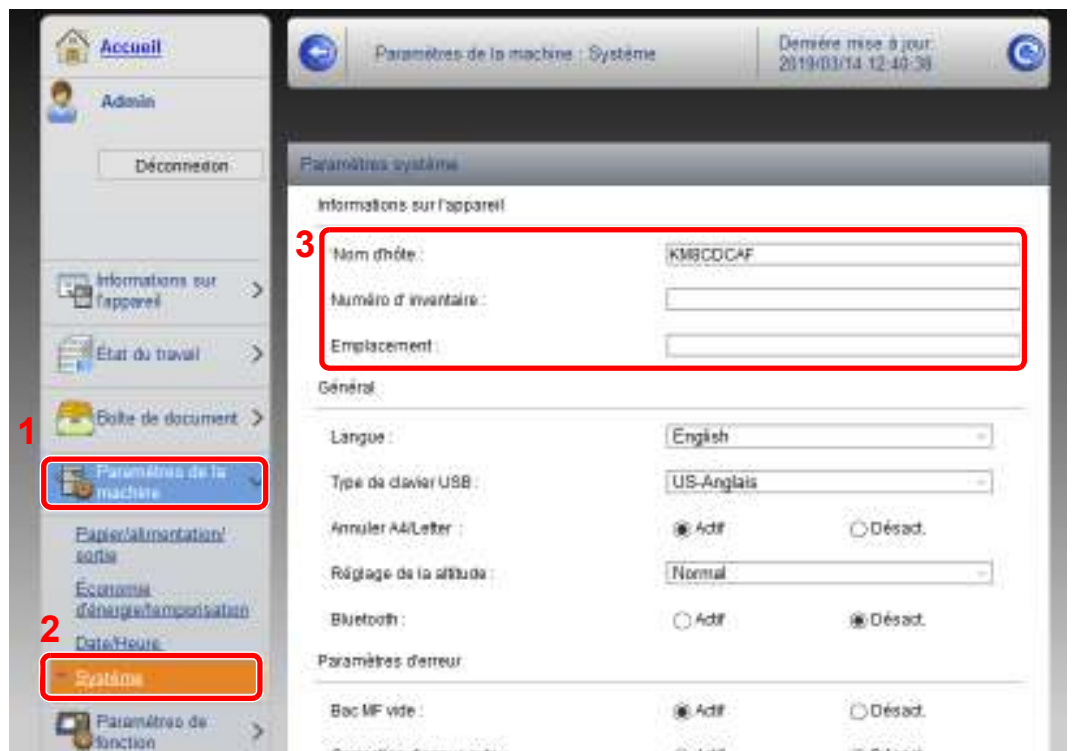 Accueil
Admin
Déconnexion
Informations sur
l'appareil
État du travail
Boîte de document
1
Paramètres de la
machine
Papier/alimentation/
sortie
Économie
d'énergie/temporisation
2
Date/Heure
Système
Paramètres de
fonction
Paramètres de la machine : Système
Dernière mise à jour:
2019/03/14 12:40:38
Paramètres système
Informations sur l'appareil
3
Nom d'hôte : KM8CDCAF
Numéro d' inventaire :
Emplacement :
Général
Langue : English
Type de clavier USB : US-Anglais
Annuler A4/Letter : Actif Désact.
Réglage de la altitude : Normal
Bluetooth : Actif Désact.
Paramètres d'erreur
Bac MF vide : Actif Désact.